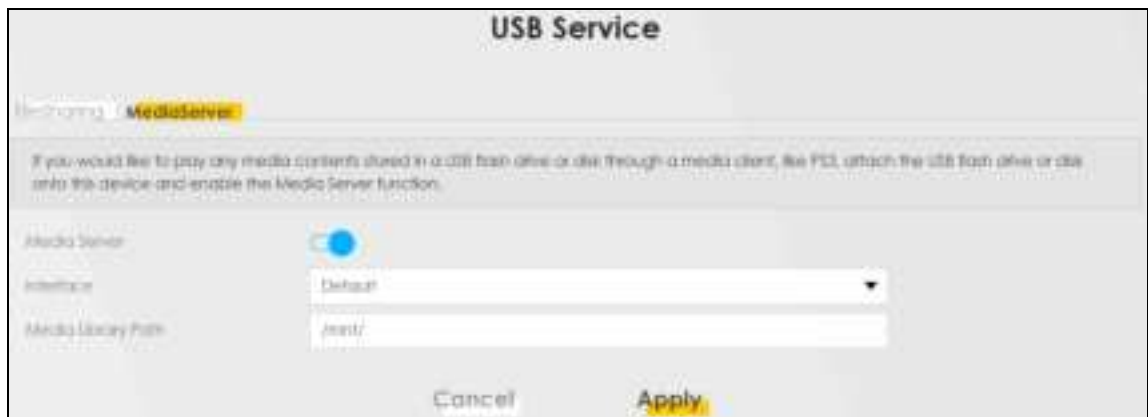 USB Service
FileSharing MediaServer
If you would like to play any media contents stored in a USB flash drive or disk through a media client, like PS3, attach the USB flash drive or disk
onto this device and enable the Media Server function.
Media Server
Interface Default
Media Library Path /mnt/
Cancel Apply